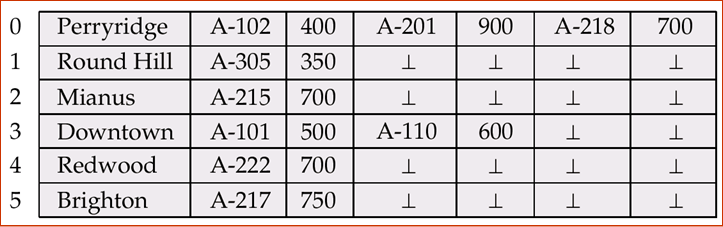 0 Perryridge A-102 400 A-201 900 A-218 700
1 Round Hill A-305 350 ⊥ ⊥ ⊥ ⊥
2 Mianus A-215 700 ⊥ ⊥ ⊥ ⊥
3 Downtown A-101 500 A-110 600 ⊥ ⊥
4 Redwood A-222 700 ⊥ ⊥ ⊥ ⊥
5 Brighton A-217 750 ⊥ ⊥ ⊥ ⊥